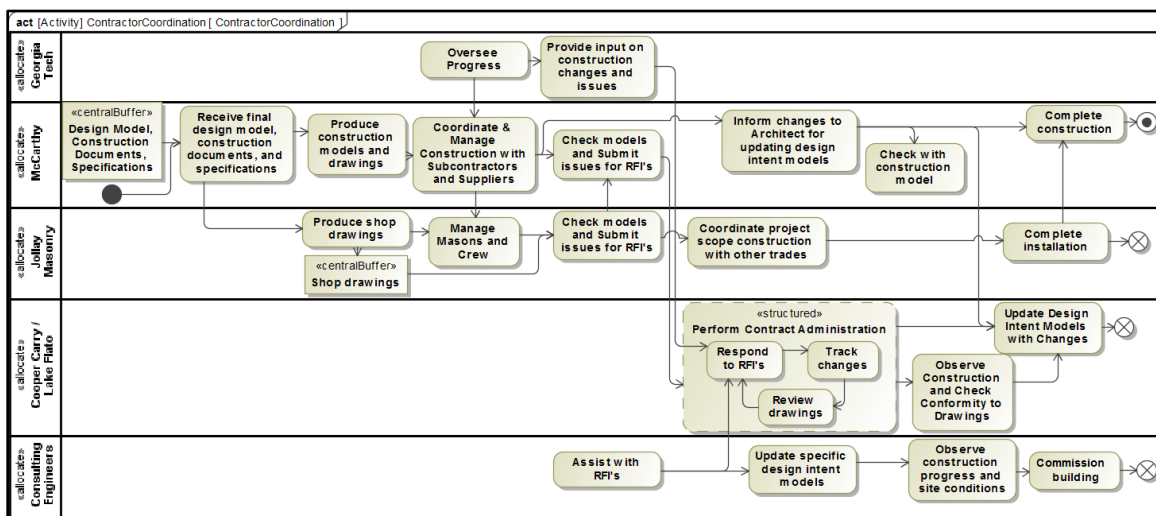 act [Activity] ContractorCoordination [ ContractorCoordination ]
«allocate»
Georgia
Tech
Oversee
Progress
Provide input on
construction
changes and
issues
«allocate»
McCarthy
«centralBuffer»
Design Model,
Construction
Documents,
Specifications
Receive final
design model,
construction
documents, and
specifications
Produce
construction
models and
drawings
Coordinate &
Manage
Construction with
Subcontractors
and Suppliers
Check models
and Submit
issues for RFI's
Inform changes to
Architect for
updating design
intent models
Check with
construction
model
Complete
construction
«allocate»
Jollay
Masonry
Produce shop
drawings
«centralBuffer»
Shop drawings
Manage
Masons and
Crew
Check models
and Submit
issues for RFI's
Coordinate project
scope construction
with other trades
Complete
installation
«allocate»
Cooper Carry /
Lake Flato
«structured»
Perform Contract Administration
Respond
to RFI's
Track
changes
Review
drawings
Observe
Construction
and Check
Conformity to
Drawings
Update Design
Intent Models
with Changes
«allocate»
Consulting
Engineers
Assist with
RFI's
Update specific
design intent
models
Observe
construction
progress and
site conditions
Commission
building